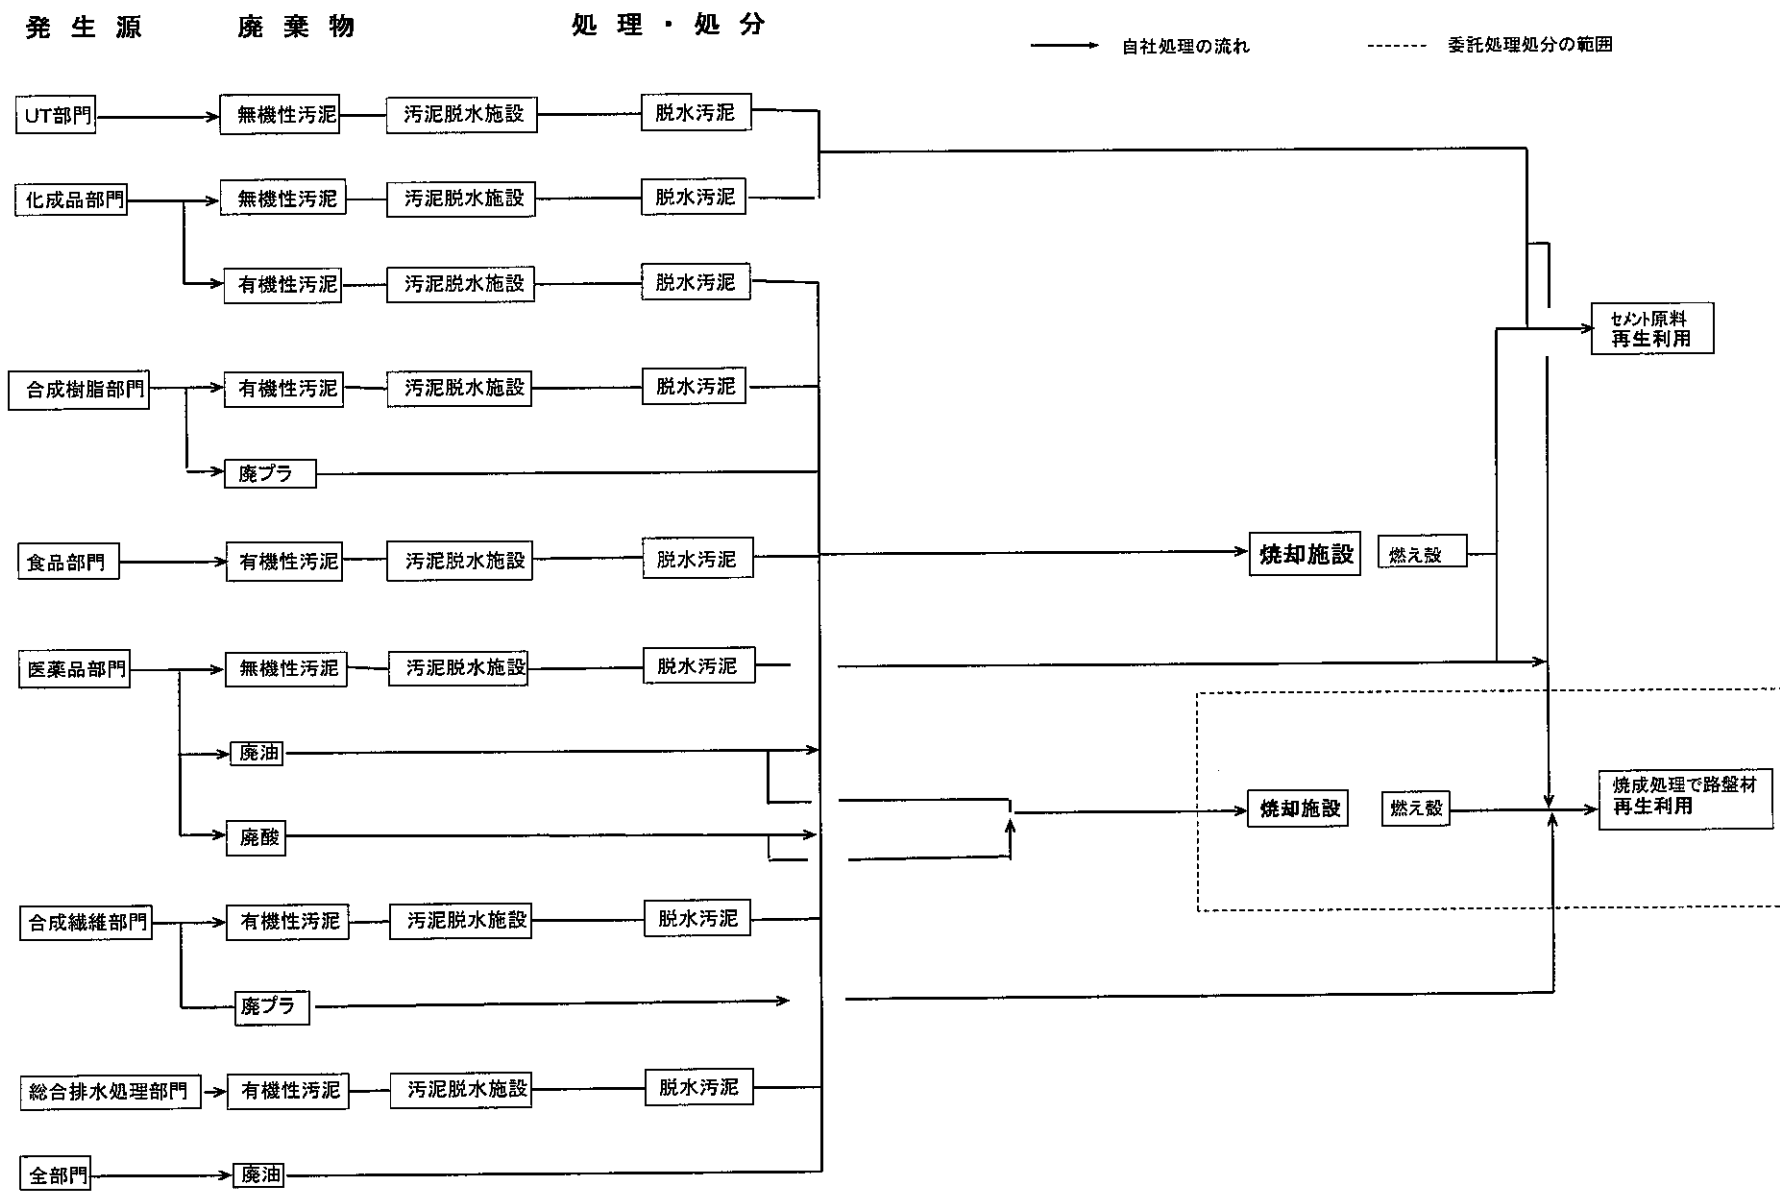 発生源 廃棄物 処理・処分
自社処理の流れ 委託処理処分の範囲
UT部門 無機性汚泥 汚泥脱水施設 脱水汚泥
化成品部門 無機性汚泥 汚泥脱水施設 脱水汚泥
有機性汚泥 汚泥脱水施設 脱水汚泥
セメント原料
再生利用
合成樹脂部門 有機性汚泥 汚泥脱水施設 脱水汚泥
廃プラ
食品部門 有機性汚泥 汚泥脱水施設 脱水汚泥 焼却施設 燃え殻
医薬品部門 無機性汚泥 汚泥脱水施設 脱水汚泥
廃油
焼成処理で路盤材
再生利用
焼却施設 燃え殻
廃酸
合成繊維部門 有機性汚泥 汚泥脱水施設 脱水汚泥
廃プラ
総合排水処理部門 有機性汚泥 汚泥脱水施設 脱水汚泥
全部門 廃油